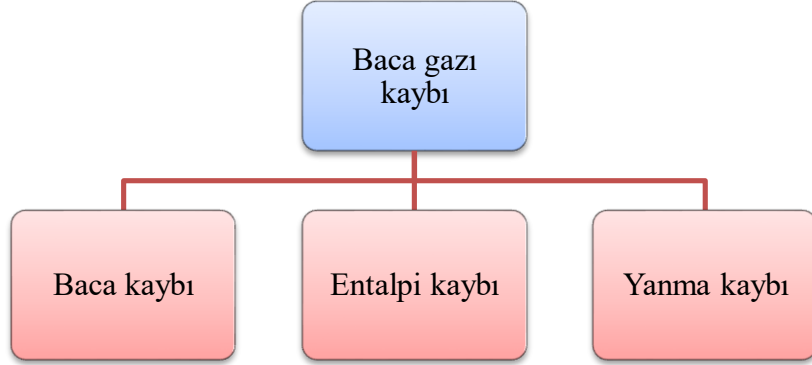 Baca gazı
kaybı
Baca kaybı
Entalpi kaybı
Yanma kaybı